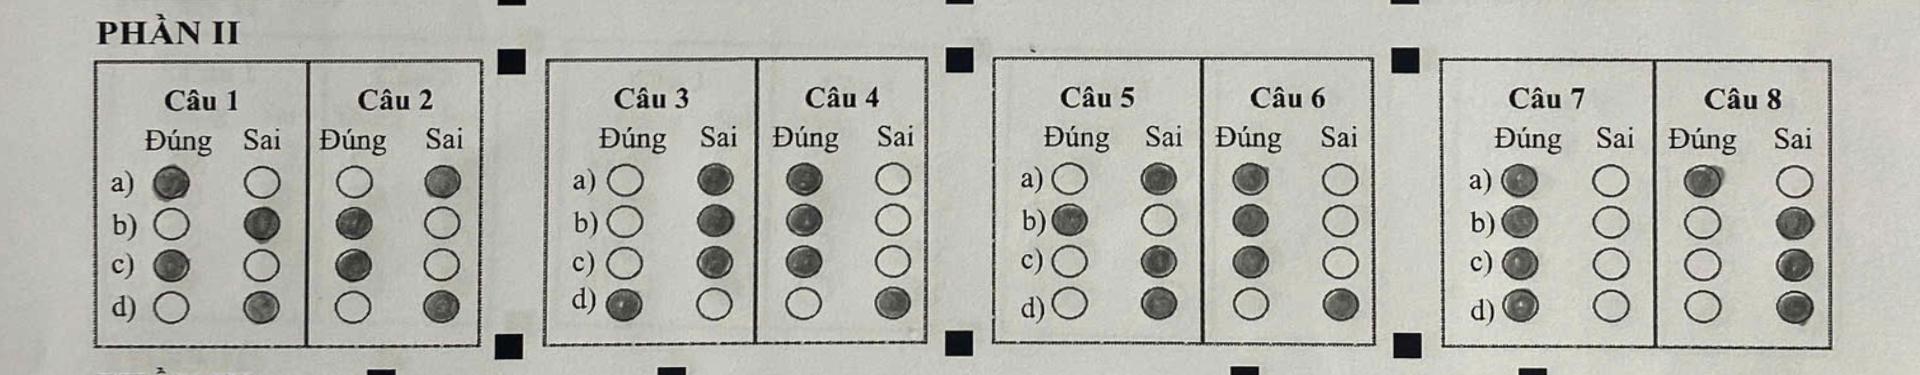 PHẦN II
Câu 1 Câu 2 Câu 3 Câu 4 Câu 5 Câu 6 Câu 7 Câu 8
Đúng Sai Đúng Sai Đúng Sai Đúng Sai Đúng Sai Đúng Sai Đúng Sai Đúng Sai
a) a) a) a)
b) b) b) b)
c) c) c) c)
d) d) d) d)